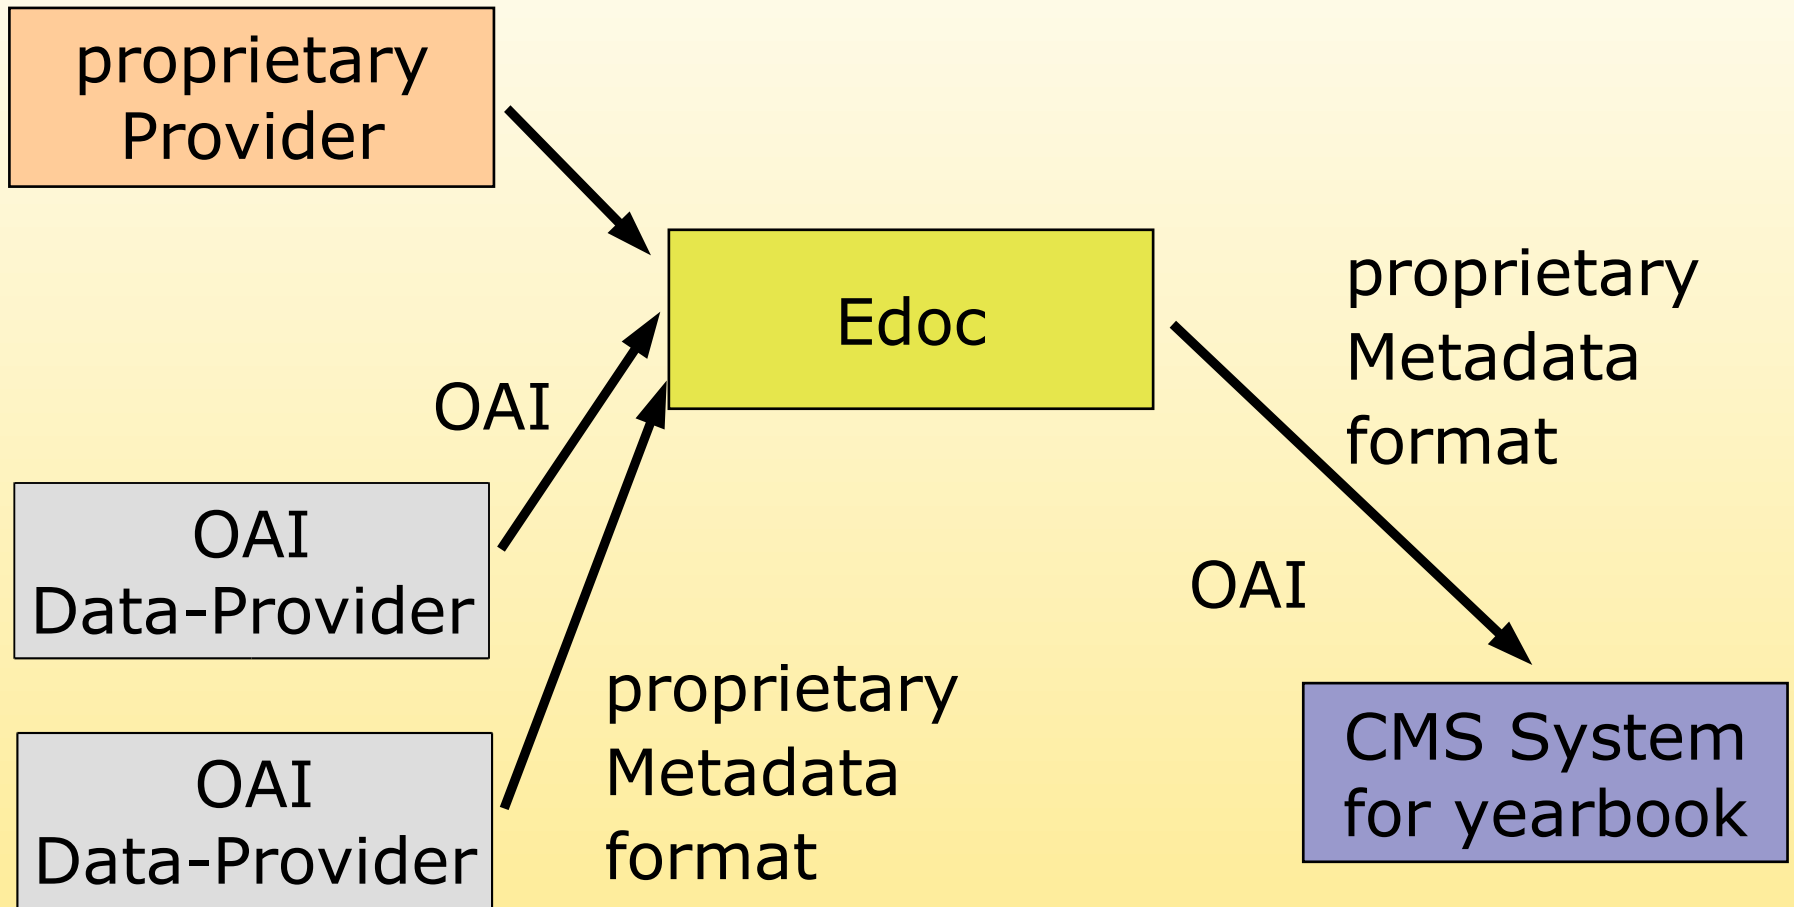 proprietary
Provider
Edoc
proprietary
Metadata
format
OAI
OAI
Data-Provider
OAI
proprietary
Metadata
format
OAI
Data-Provider
CMS System
for yearbook